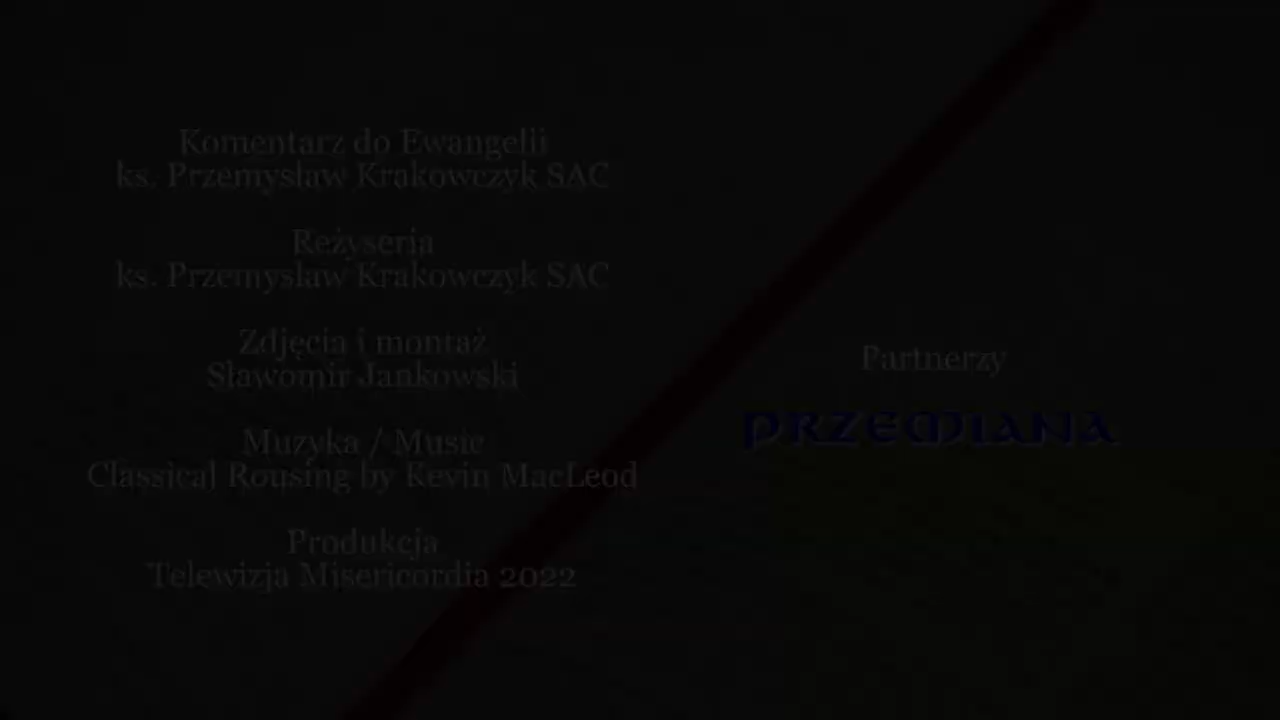 Komentarz do Ewangelii
ks. Przemysław Krakowczyk SAC
Reżyseria
ks. Przemysław Krakowczyk SAC
Zdjęcia i montaż
Sławomir Jankowski
Muzyka / Music
Classical Rousing by Kevin MacLeod
Produkcja
Telewizja Misericordia 2022
Partnerzy
PRZEMIANA